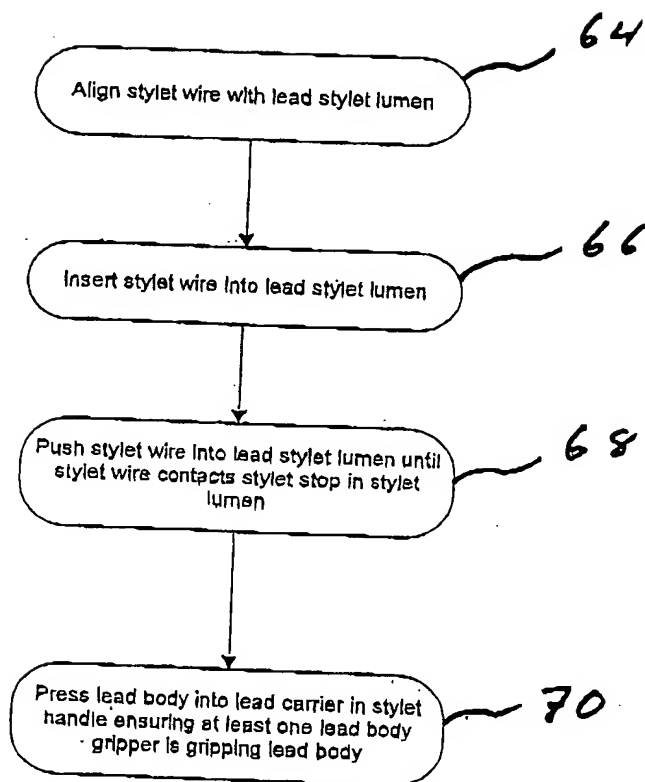 64
Align stylet wire with lead stylet lumen
66
Insert stylet wire into lead stylet lumen
68
Push stylet wire into lead stylet lumen until
stylet wire contacts stylet stop in stylet
lumen
70
Press lead body into lead carrier in stylet
handle ensuring at least one lead body
gripper is gripping lead body